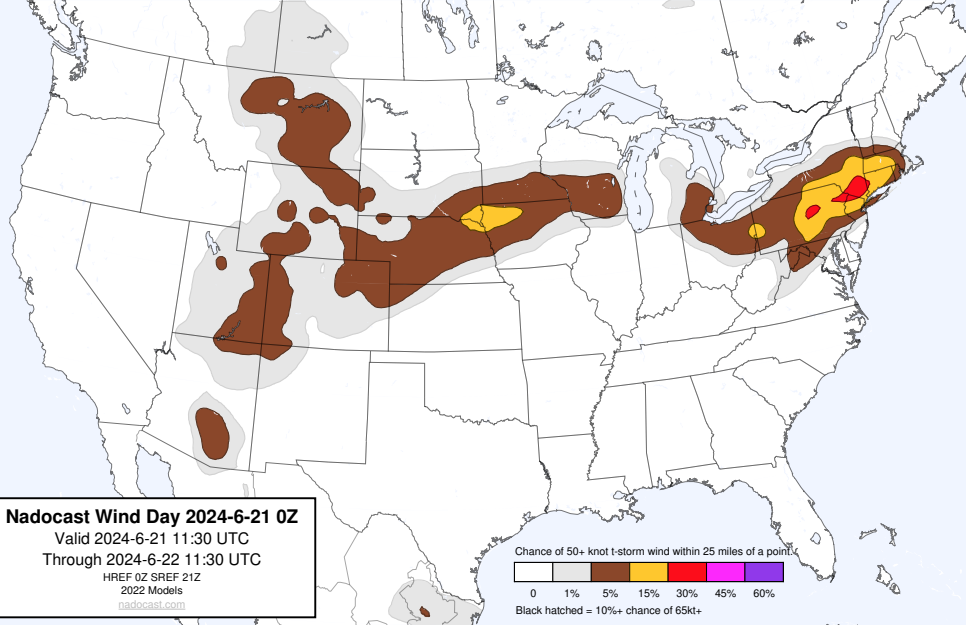 Nadocast Wind Day 2024-6-21 0Z
Valid 2024-6-21 11:30 UTC
Through 2024-6-22 11:30 UTC
HREF 0Z SREF 21Z
2022 Models
nadocast.com
Chance of 50+ knot t-storm wind within 25 miles of a point.
0 1% 5% 15% 30% 45% 60%
Black hatched = 10%+ chance of 65kt+